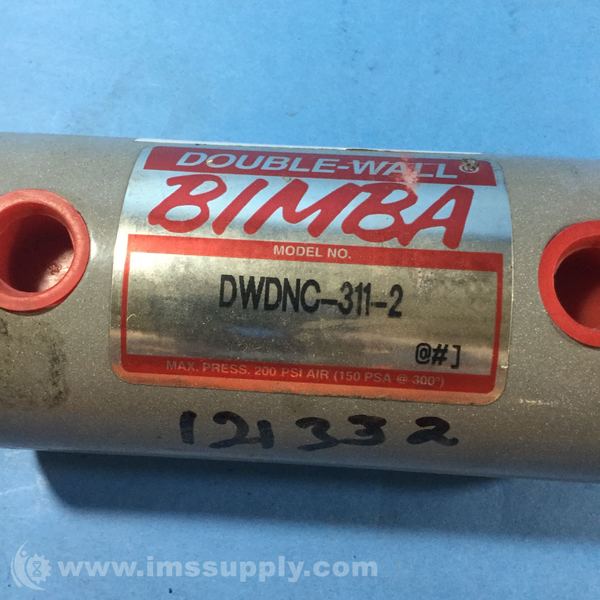 DOUBLE-WALL®
BIMBA
MODEL NO.
DWDNC-311-2
@#]
MAX. PRESS. 200 PSI AIR (150 PSA @ 300°)
121332
www.imssupply.com